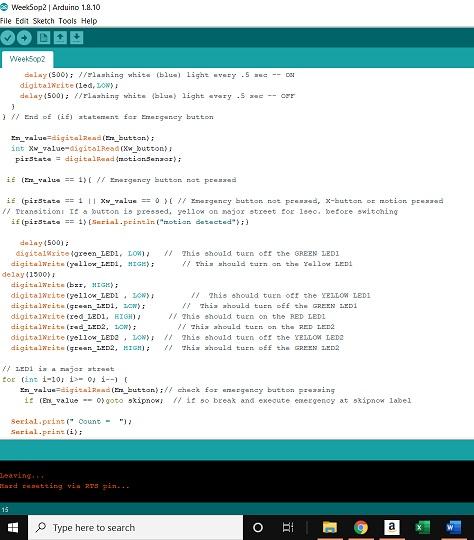 Week5op2 | Arduino 1.8.10
File Edit Sketch Tools Help
Week5op2
delay(500); //Flashing white (blue) light every .5 sec -- ON
digitalWrite(led,LOW);
delay(500); //Flashing white (blue) light every .5 sec -- OFF
}
} // End of (if) statement for Emergency button
Em_value=digitalRead(Em_button);
int Xw_value=digitalRead(Xw_button);
pirState = digitalRead(motionSensor);
if (Em_value == 1){ // Emergency button not pressed
if (pirState == 1 || Xw_value == 0 ){ // Emergency button not pressed, X-button or motion pressed
// Transition: If a button is pressed, yellow on major street for 1sec. before switching
if(pirState == 1){Serial.println("motion detected");}
delay(500);
digitalWrite(green_LED1, LOW); // This should turn off the GREEN LED1
digitalWrite(yellow_LED1, HIGH); // This should turn on the Yellow LED1
delay(1500);
digitalWrite(bzr, HIGH);
digitalWrite(yellow_LED1 , LOW); // This should turn off the YELLOW LED1
digitalWrite(green_LED1, LOW); // This should turn off the GREEN LED1
digitalWrite(red_LED1, HIGH); // This should turn on the RED LED1
digitalWrite(red_LED2, LOW); // This should turn on the RED LED2
digitalWrite(yellow_LED2 , LOW); // This should turn off the YELLOW LED2
digitalWrite(green_LED2, HIGH); // This should turn off the GREEN LED2
// LED1 is a major street
for (int i=10; i>= 0; i--) {
Em_value=digitalRead(Em_button);// check for emergency button pressing
if (Em_value == 0)goto skipnow; // if so break and execute emergency at skipnow label
Serial.print(" Count = ");
Serial.print(i);
Leaving...
Hard resetting via RTS pin...
15
Type here to search